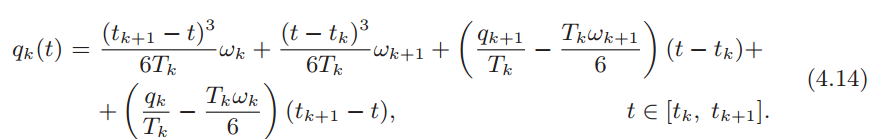 $q_k(t) = \frac{(t_{k+1} - t)^3}{6T_k}\omega_k + \frac{(t - t_k)^3}{6T_k}\omega_{k+1} + \left(\frac{q_{k+1}}{T_k} - \frac{T_k\omega_{k+1}}{6}\right)(t - t_k)+$
$+ \left(\frac{q_k}{T_k} - \frac{T_k\omega_k}{6}\right)(t_{k+1} - t), \qquad t \in [t_k, \ t_{k+1}].$ (4.14)